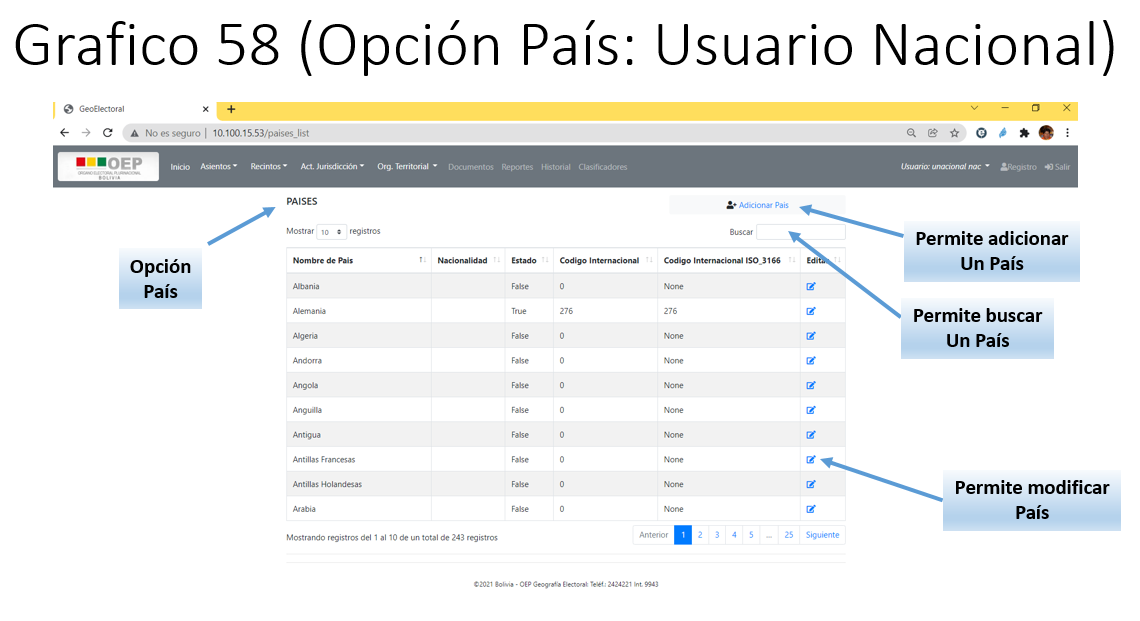 Grafico 58 (Opción País: Usuario Nacional)
GeoElectoral
No es seguro | 10.100.15.53/paises_list
OEP
ÓRGANO ELECTORAL PLURINACIONAL
BOLIVIA
Inicio Asientos Recintos Act. Jurisdicción Org. Territorial Documentos Reportes Historial Clasificadores
Usuario: unacional nac Registro Salir
PAISES
Adicionar Pais
Mostrar 10 registros
Buscar
Nombre de Pais Nacionalidad Estado Codigo Internacional Codigo Internacional ISO_3166 Editar
Albania False 0 None
Alemania True 276 276
Algeria False 0 None
Andorra False 0 None
Angola False 0 None
Anguilla False 0 None
Antigua False 0 None
Antillas Francesas False 0 None
Antillas Holandesas False 0 None
Arabia False 0 None
Mostrando registros del 1 al 10 de un total de 243 registros
Anterior 1 2 3 4 5 ... 25 Siguiente
©2021 Bolivia - OEP Geografía Electoral: Teléf.: 2424221 Int. 9943
Opción
País
Permite adicionar
Un País
Permite buscar
Un País
Permite modificar
País